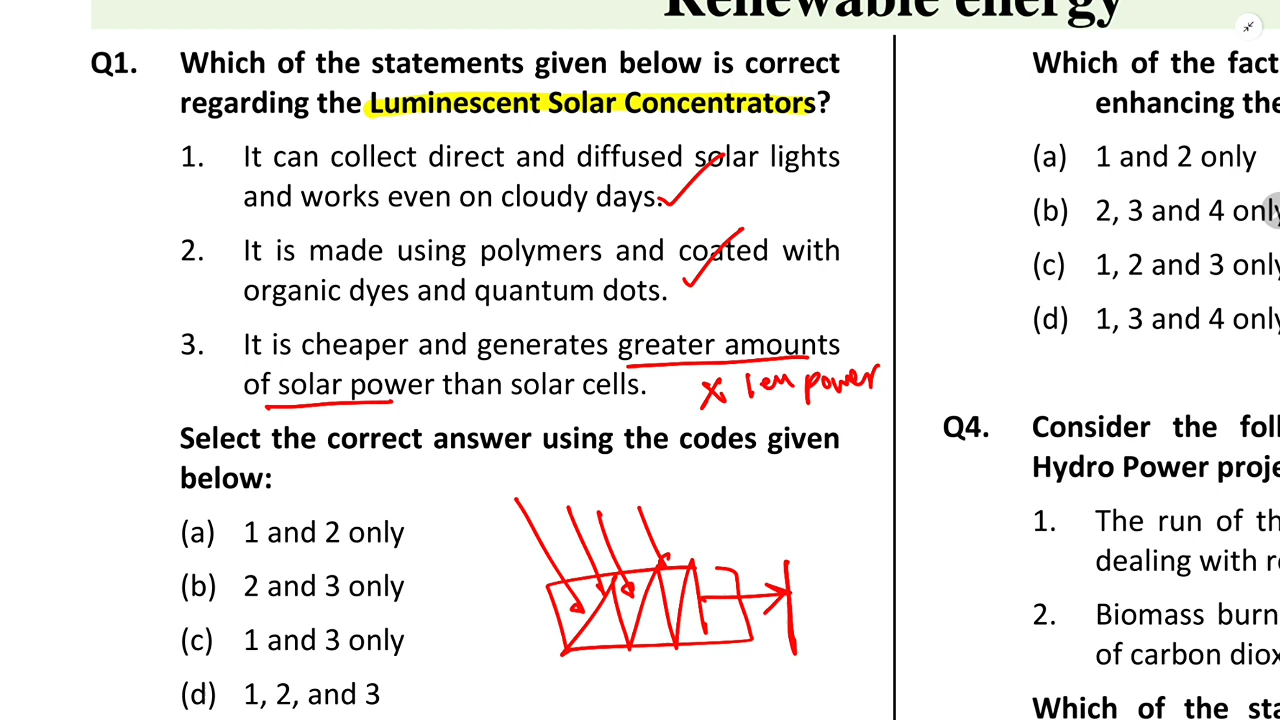 Renewable energy
Q1. Which of the statements given below is correct
regarding the Luminescent Solar Concentrators?
1. It can collect direct and diffused solar lights
and works even on cloudy days.
2. It is made using polymers and coated with
organic dyes and quantum dots.
3. It is cheaper and generates greater amounts
of solar power than solar cells.
x less power
Select the correct answer using the codes given
below:
(a) 1 and 2 only
(b) 2 and 3 only
(c) 1 and 3 only
(d) 1, 2, and 3
Which of the fact
enhancing the
(a) 1 and 2 only
(b) 2, 3 and 4 only
(c) 1, 2 and 3 only
(d) 1, 3 and 4 only
Q4. Consider the foll
Hydro Power proje
1. The run of th
dealing with re
2. Biomass burn
of carbon diox
Which of the sta